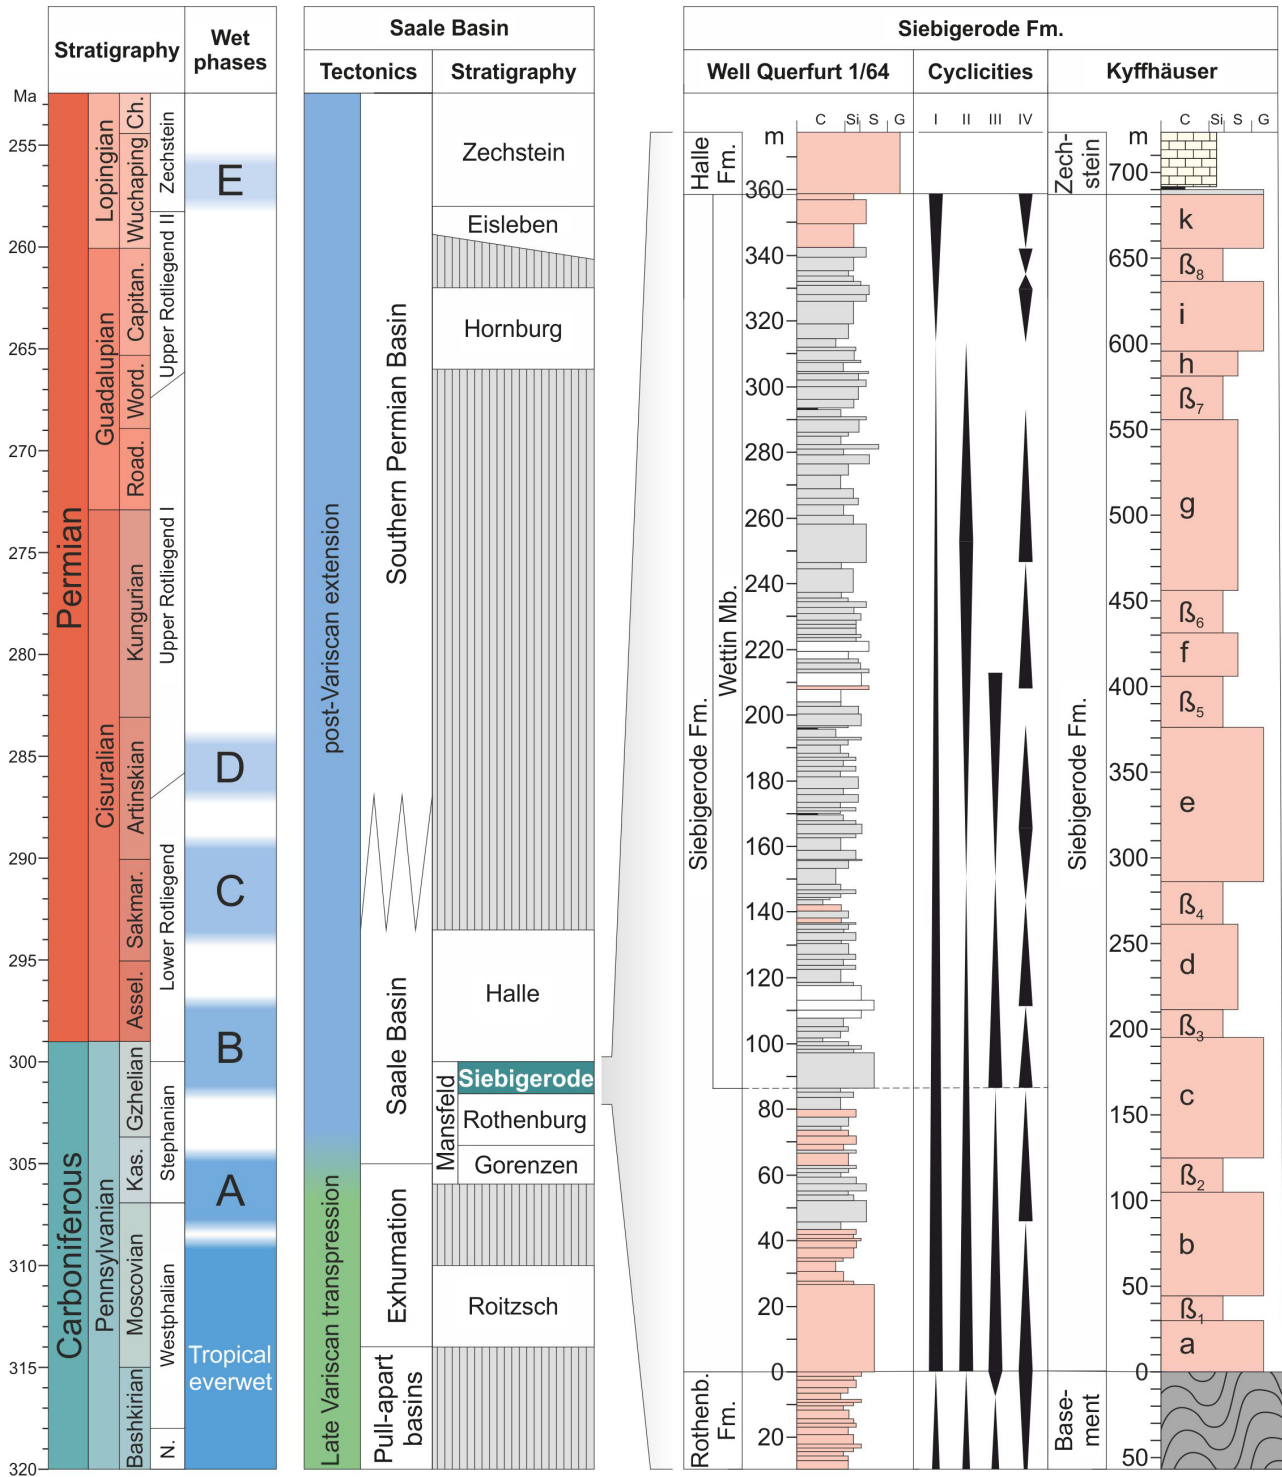 Stratigraphy
Wet
phases
Saale Basin
Tectonics
Stratigraphy
Siebigerode Fm.
Well Querfurt 1/64
Cyclicities
Kyffhäuser
Ma
255
260
265
270
275
280
285
290
295
300
305
310
315
320
Permian
Carboniferous
Lopingian
Guadalupian
Cisuralian
Pennsylvanian
Ch.
Wuchaping
Capitan.
Word.
Road.
Kungurian
Artinskian
Sakmar.
Assel.
Gzhelian
Kas.
Moscovian
Bashkirian
Zechstein
Upper Rotliegend II
Upper Rotliegend I
Lower Rotliegend
Stephanian
Westphalian
N.
E
D
C
B
A
Tropical
everwet
post-Variscan extension
Late Variscan transpression
Southern Permian Basin
Saale Basin
Exhumation
Pull-apart
basins
Zechstein
Eisleben
Hornburg
Halle
Mansfeld
Siebigerode
Rothenburg
Gorenzen
Roitzsch
Halle
Fm.
Siebigerode Fm.
Wettin Mb.
Rothenb.
Fm.
C Si S G
m
360
340
320
300
280
260
240
220
200
180
160
140
120
100
80
60
40
20
0
20
I II III IV
Zech-
stein
Siebigerode Fm.
Base-
ment
C Si S G
m
700
650
600
550
500
450
400
350
300
250
200
150
100
50
0
50
k
ß8
i
h
ß7
g
ß6
f
ß5
e
ß4
d
ß3
c
ß2
b
ß1
a